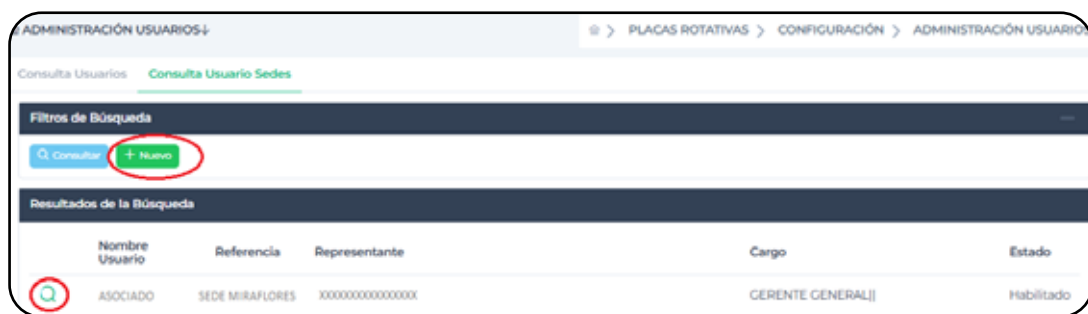 ADMINISTRACIÓN USUARIOS↓
> PLACAS ROTATIVAS > CONFIGURACIÓN > ADMINISTRACIÓN USUARIOS
Consulta Usuarios Consulta Usuario Sedes
Filtros de Búsqueda
Consultar + Nuevo
Resultados de la Búsqueda
Nombre Usuario Referencia Representante Cargo Estado
ASOCIADO SEDE MIRAFLORES XXXXXXXXXXXXXXXX GERENTE GENERAL|| Habilitado